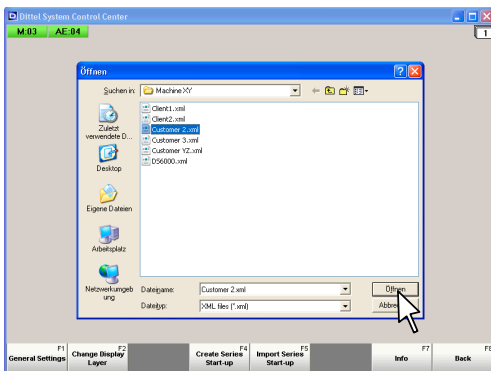 Dittel System Control Center
M:03 AE:04
1
Öffnen
Suchen in: Machine XY
Client1.xml
Client2.xml
Customer 2.xml
Customer 3.xml
Customer YZ.xml
DS6000.xml
Zuletzt
verwendete D...
Desktop
Eigene Dateien
Arbeitsplatz
Netzwerkumgeb
ung
Dateiname: Customer 2.xml Öffnen
Dateityp: XML files (*.xml)
F1 F2 F4 F5 F7 F8
General Settings Change Display Layer Create Series Start-up Import Series Start-up Info Back